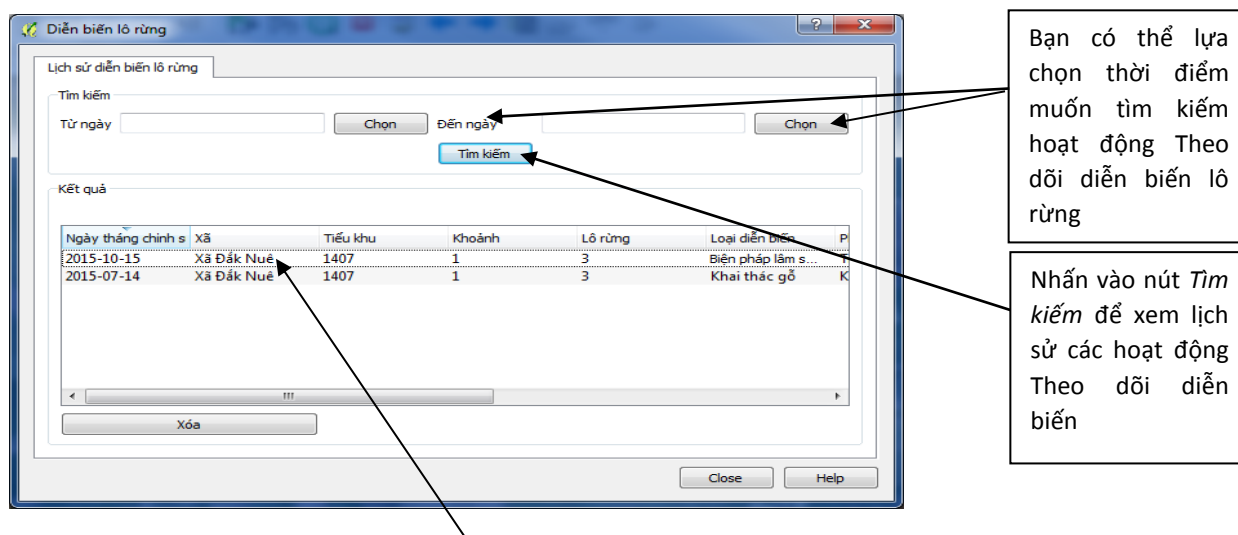 Diễn biến lô rừng
Lịch sử diễn biến lô rừng
Tìm kiếm
Từ ngày Chọn Đến ngày Chọn
Tìm kiếm
Kết quả
Ngày tháng chinh s Xã Tiểu khu Khoảnh Lô rừng Loại diễn biến P
2015-10-15 Xã Đắk Nuê 1407 1 3 Biện pháp lâm s... T
2015-07-14 Xã Đắk Nuê 1407 1 3 Khai thác gỗ K
Xóa
Close Help
Bạn có thể lựa
chọn thời điểm
muốn tìm kiếm
hoạt động Theo
dõi diễn biến lô
rừng
Nhấn vào nút Tìm
kiếm để xem lịch
sử các hoạt động
Theo dõi diễn
biến